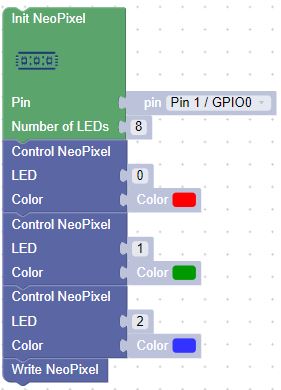 Init NeoPixel
Pin pin Pin 1 / GPIO0
Number of LEDs 8
Control NeoPixel
LED 0
Color Color
Control NeoPixel
LED 1
Color Color
Control NeoPixel
LED 2
Color Color
Write NeoPixel